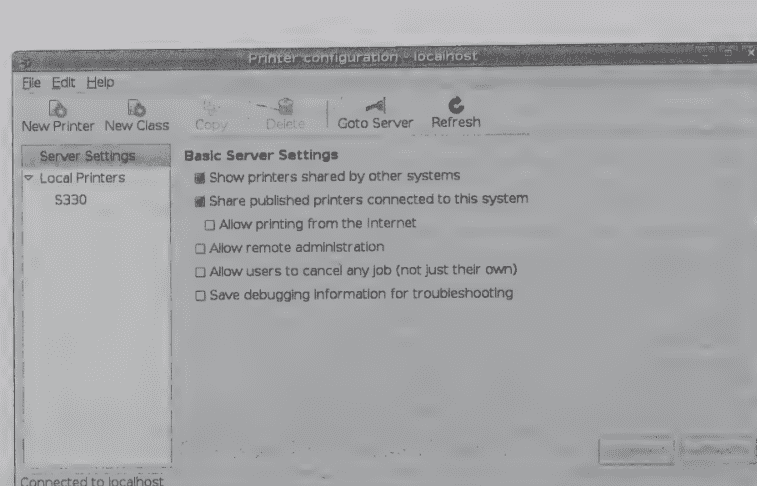 Printer configuration - localhost
File Edit Help
New Printer New Class Copy Delete Goto Server Refresh
Server Settings
Local Printers
S330
Basic Server Settings
Show printers shared by other systems
Share published printers connected to this system
Allow printing from the Internet
Allow remote administration
Allow users to cancel any job (not just their own)
Save debugging information for troubleshooting
Connected to localhost